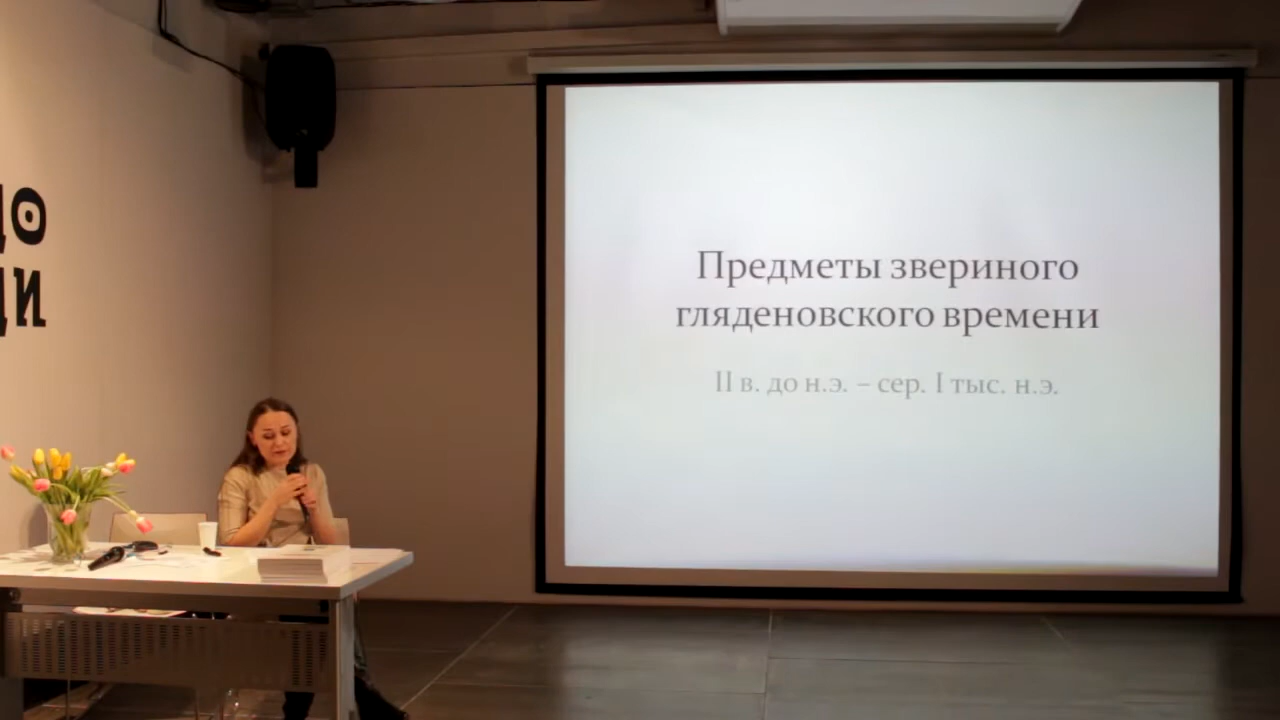 Предметы звериного
гляденовского времени
II в. до н.э. – сер. I тыс. н.э.